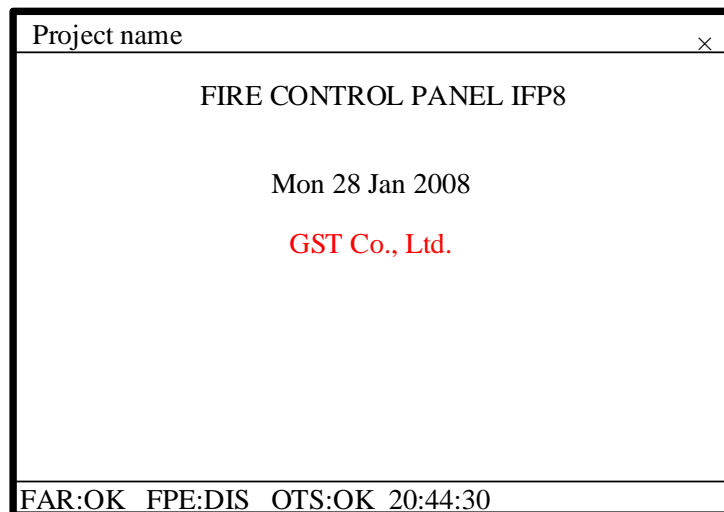 Project name ×
FIRE CONTROL PANEL IFP8
Mon 28 Jan 2008
GST Co., Ltd.
FAR:OK FPE:DIS OTS:OK 20:44:30